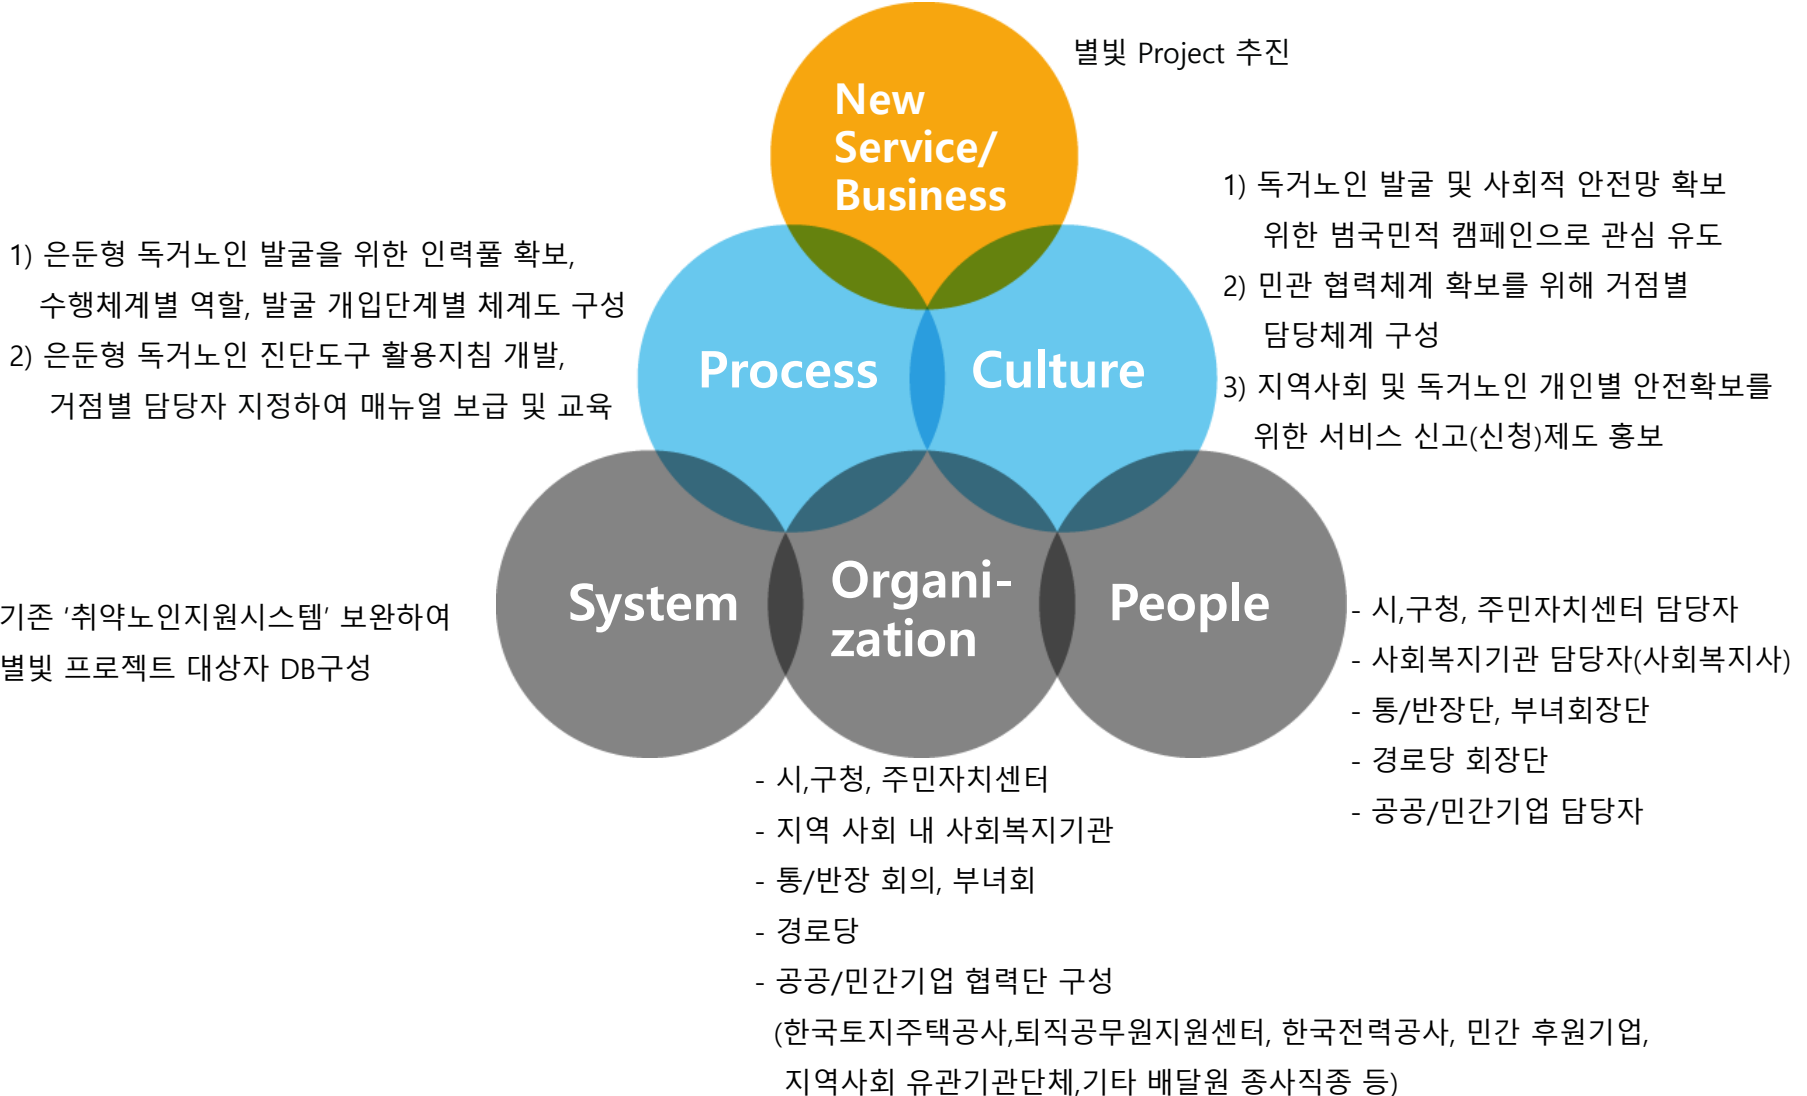 별빛 Project 추진
New
Service/
Business
1) 은둔형 독거노인 발굴을 위한 인력풀 확보,
수행체계별 역할, 발굴 개입단계별 체계도 구성
2) 은둔형 독거노인 진단도구 활용지침 개발,
거점별 담당자 지정하여 매뉴얼 보급 및 교육
Process
Culture
1) 독거노인 발굴 및 사회적 안전망 확보
위한 범국민적 캠페인으로 관심 유도
2) 민관 협력체계 확보를 위해 거점별
담당체계 구성
3) 지역사회 및 독거노인 개인별 안전확보를
위한 서비스 신고(신청)제도 홍보
기존 ‘취약노인지원시스템’ 보완하여
별빛 프로젝트 대상자 DB구성
System
Organi-
zation
People
- 시,구청, 주민자치센터 담당자
- 사회복지기관 담당자(사회복지사)
- 통/반장단, 부녀회장단
- 경로당 회장단
- 공공/민간기업 담당자
- 시,구청, 주민자치센터
- 지역 사회 내 사회복지기관
- 통/반장 회의, 부녀회
- 경로당
- 공공/민간기업 협력단 구성
(한국토지주택공사,퇴직공무원지원센터, 한국전력공사, 민간 후원기업,
지역사회 유관기관단체,기타 배달원 종사직종 등)